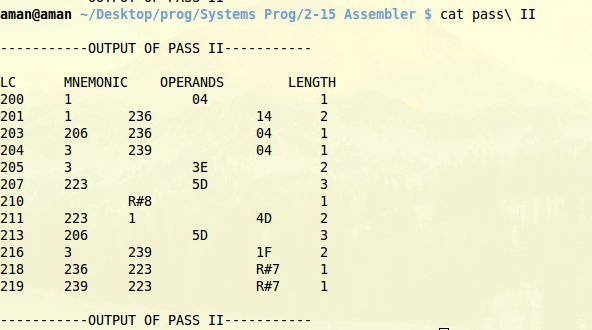 aman@aman ~/Desktop/prog/Systems Prog/2-15 Assembler $ cat pass\ II
-----------OUTPUT OF PASS II-----------
LC MNEMONIC OPERANDS LENGTH
200 1 04 1
201 1 236 14 2
203 206 236 04 1
204 3 239 04 1
205 3 3E 2
207 223 5D 3
210 R#8 1
211 223 1 4D 2
213 206 5D 3
216 3 239 1F 2
218 236 223 R#7 1
219 239 223 R#7 1
-----------OUTPUT OF PASS II-----------